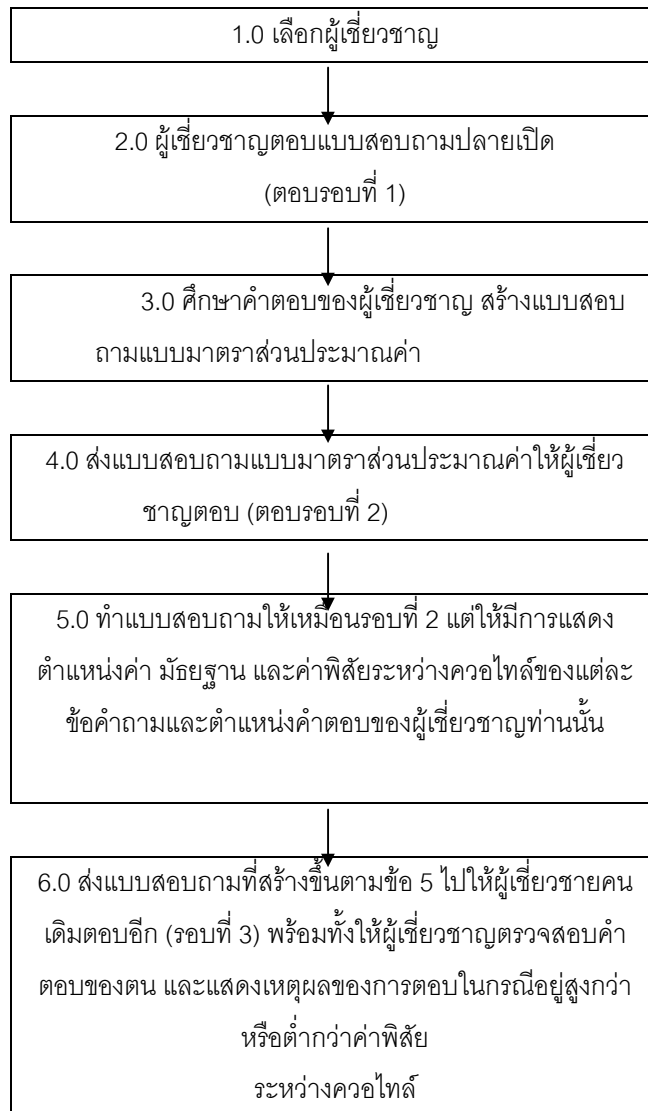 1.0 เลือกผู้เชี่ยวชาญ
2.0 ผู้เชี่ยวชาญตอบแบบสอบถามปลายเปิด
(ตอบรอบที่ 1)
3.0 ศึกษาคำตอบของผู้เชี่ยวชาญ สร้างแบบสอบ
ถามแบบมาตราส่วนประมาณค่า
4.0 ส่งแบบสอบถามแบบมาตราส่วนประมาณค่าให้ผู้เชี่ยว
ชาญตอบ (ตอบรอบที่ 2)
5.0 ทำแบบสอบถามให้เหมือนรอบที่ 2 แต่ให้มีการแสดง
ตำแหน่งค่า มัธยฐาน และค่าพิสัยระหว่างควอไทล์ของแต่ละ
ข้อคำถามและตำแหน่งคำตอบของผู้เชี่ยวชาญท่านนั้น
6.0 ส่งแบบสอบถามที่สร้างขึ้นตามข้อ 5 ไปให้ผู้เชี่ยวชายคน
เดิมตอบอีก (รอบที่ 3) พร้อมทั้งให้ผู้เชี่ยวชาญตรวจสอบคำ
ตอบของตน และแสดงเหตุผลของการตอบในกรณีอยู่สูงกว่า
หรือต่ำกว่าค่าพิสัย
ระหว่างควอไทล์